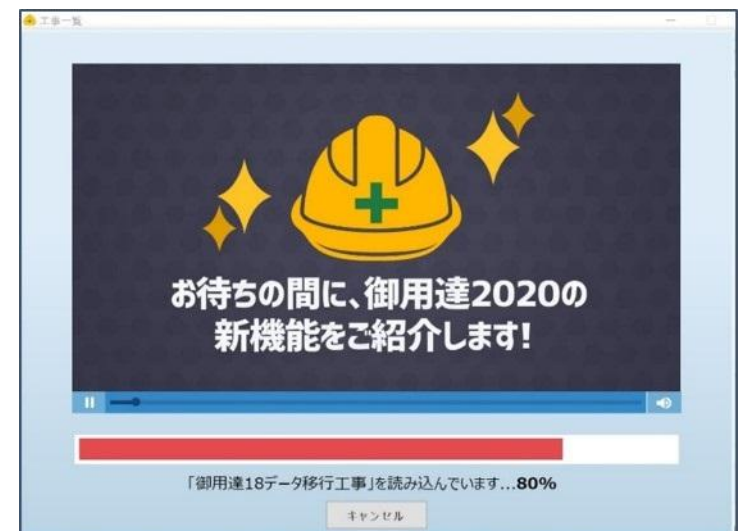 工事一覧
お待ちの間に、御用達2020の
新機能をご紹介します!
「御用達18データ移行工事」を読み込んでいます...80%
キャンセル